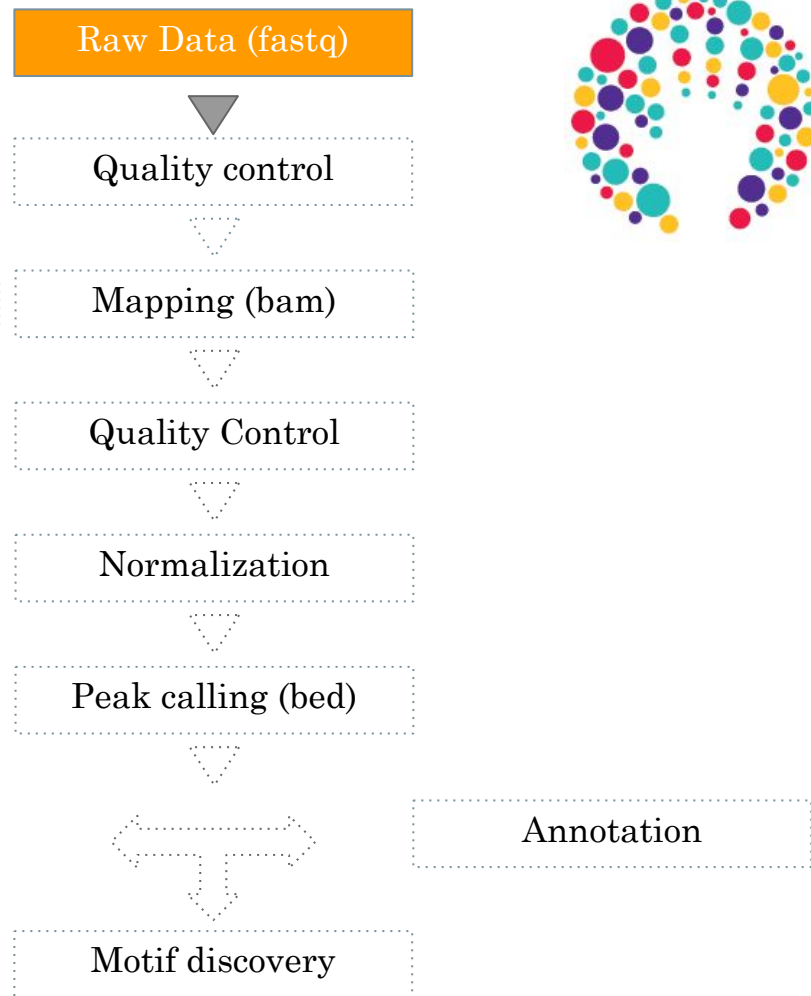 Raw Data (fastq)
Quality control
Mapping (bam)
Quality Control
Normalization
Peak calling (bed)
Annotation
Motif discovery